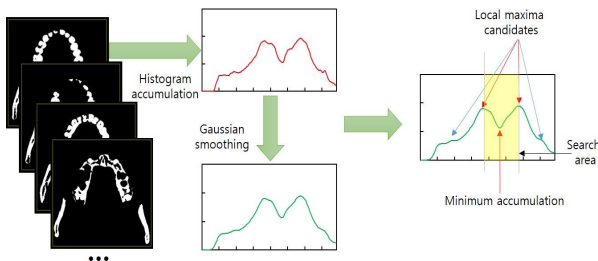 Histogram
accumulation
Gaussian
smoothing
Local maxima
candidates
Search
area
Minimum accumulation
•••